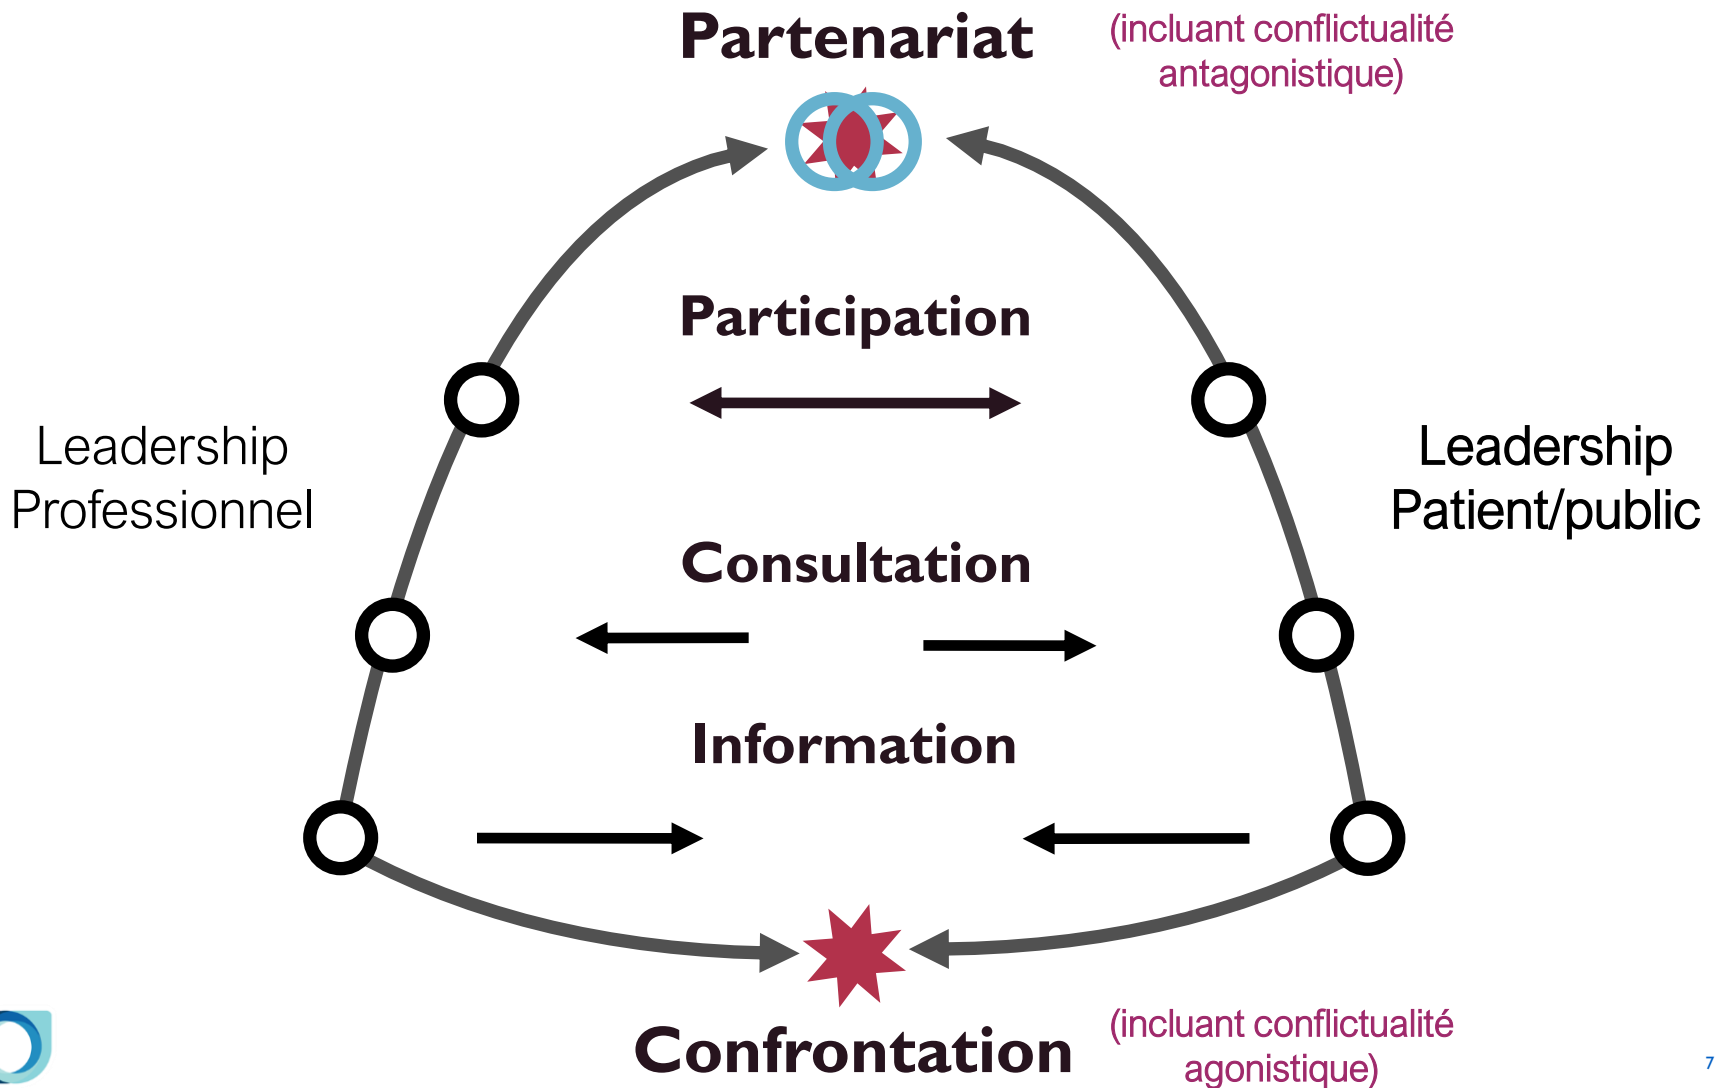 Partenariat
(incluant conflictualité
antagonistique)
Participation
Leadership
Professionnel
Leadership
Patient/public
Consultation
Information
Confrontation
(incluant conflictualité
agonistique)
7